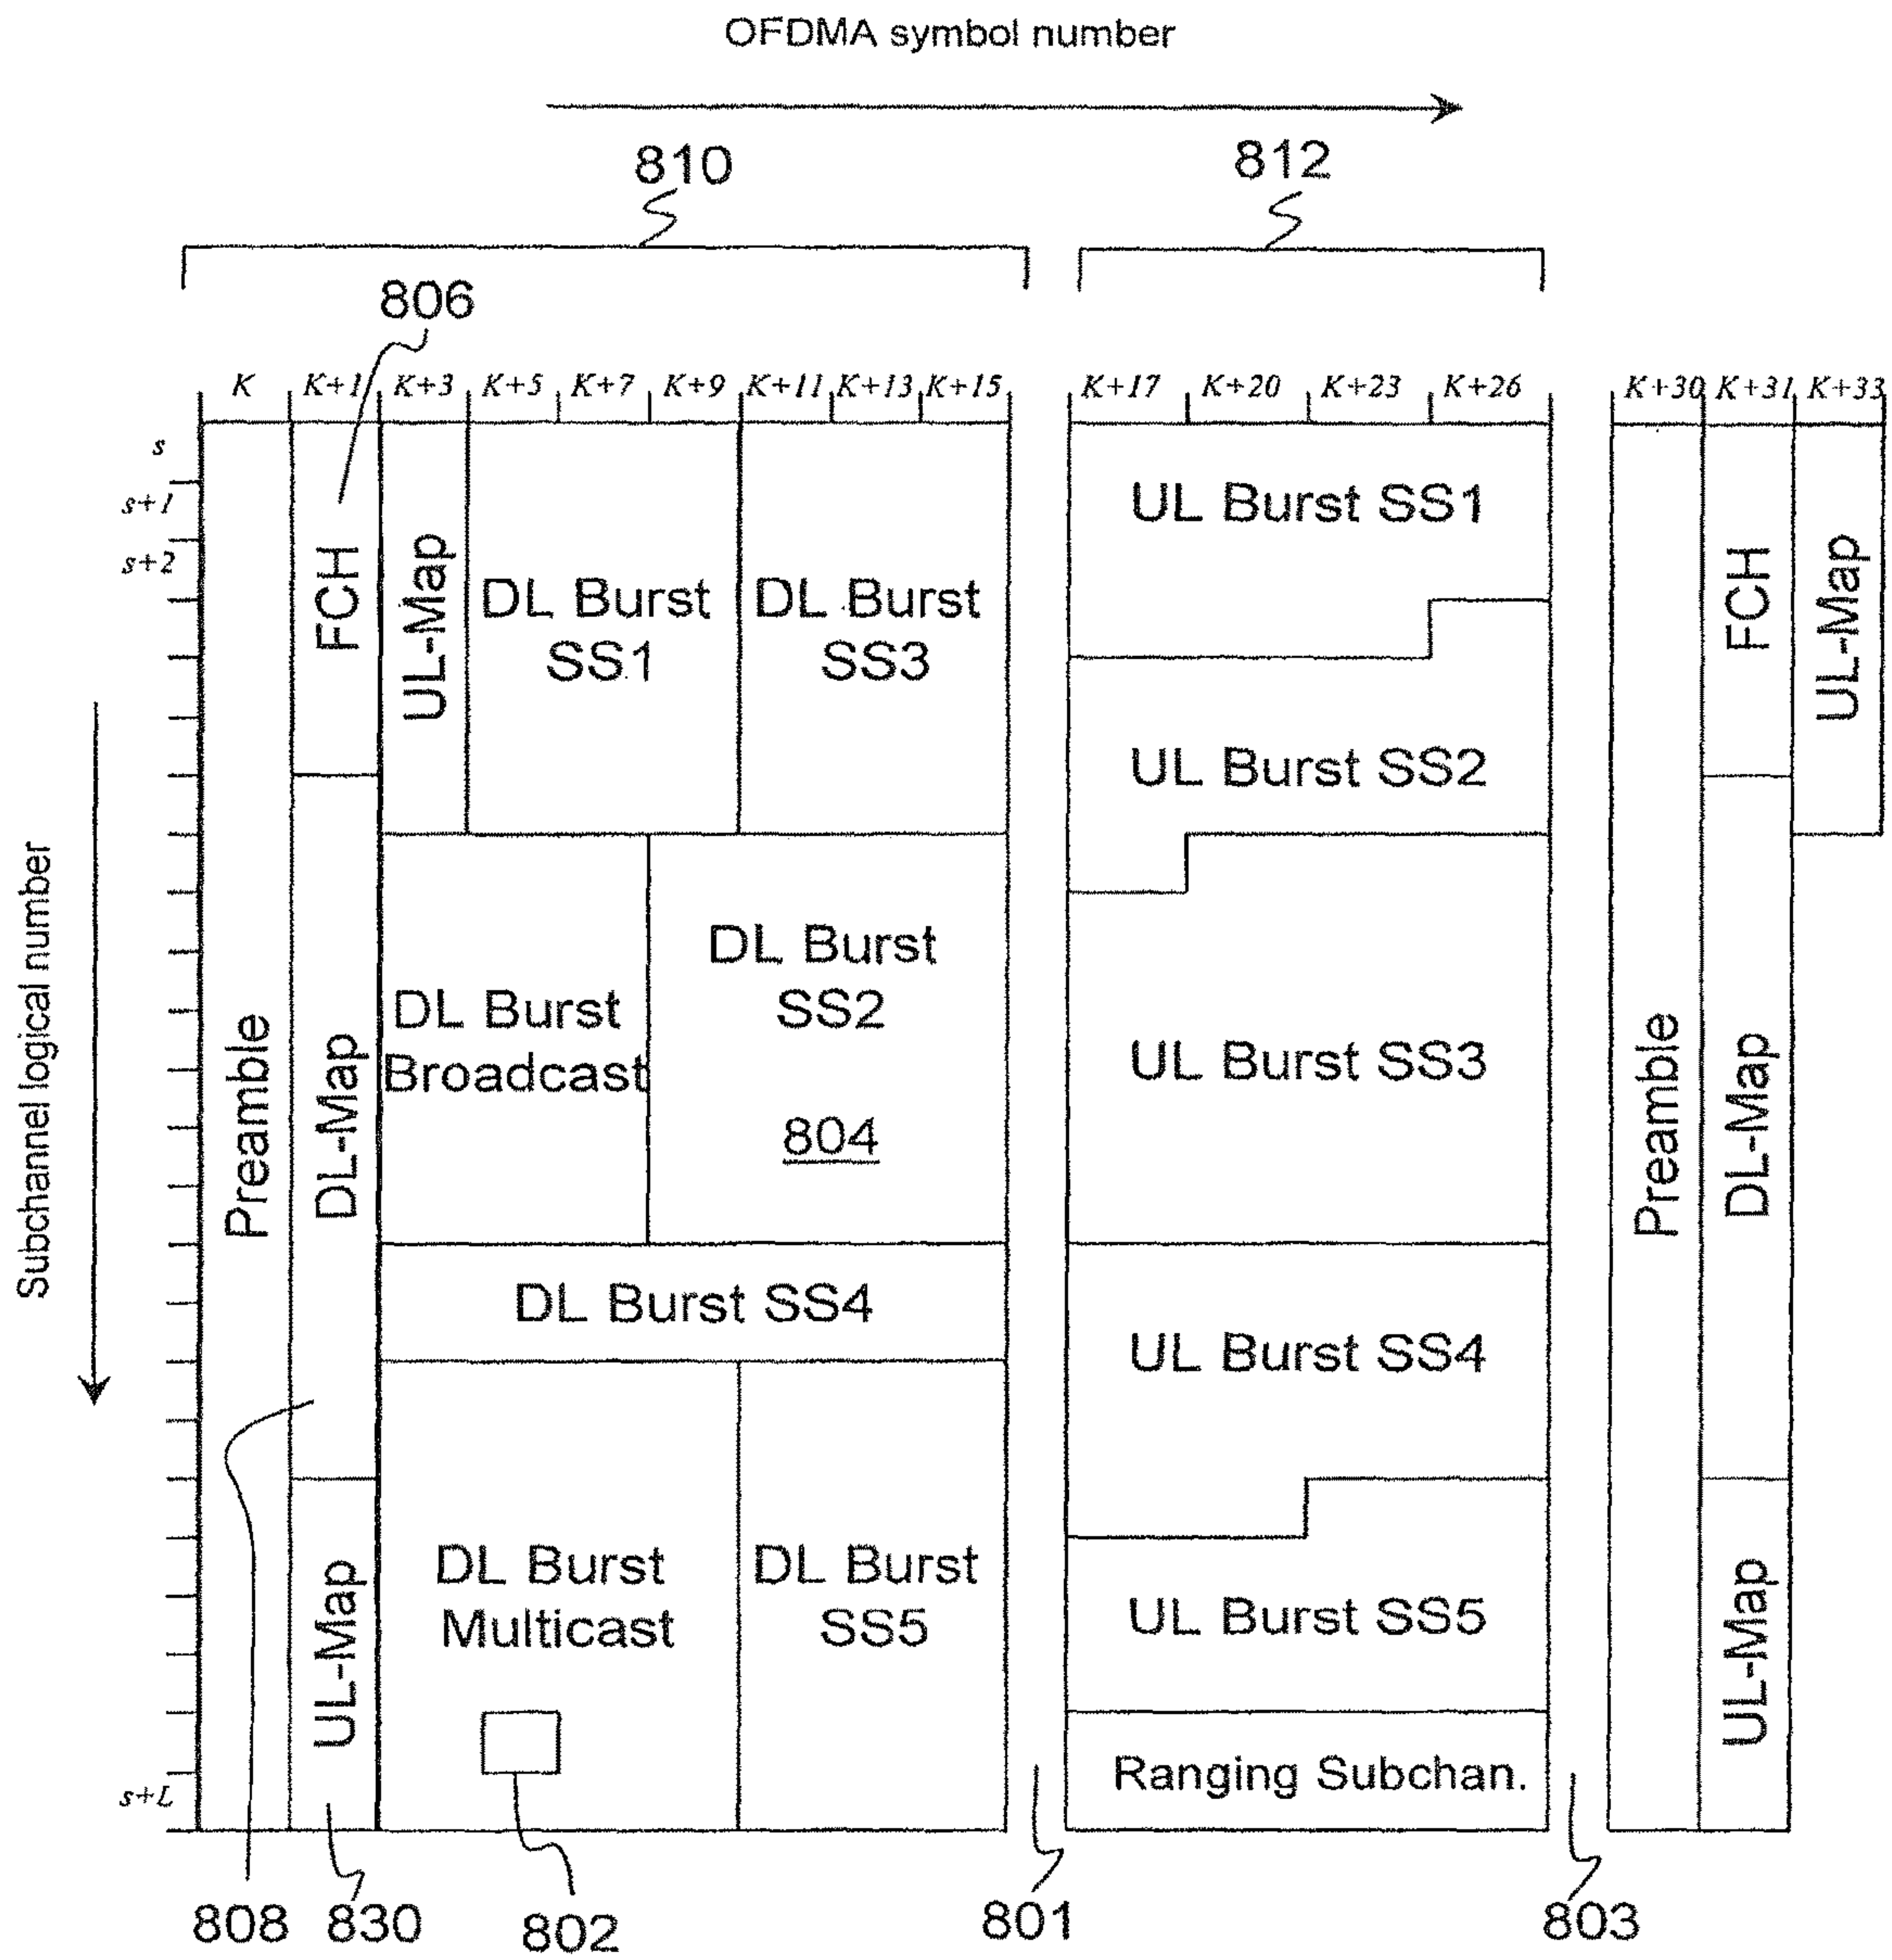 OFDMA symbol number
810
812
806
K
K+1
K+3
K+5
K+7
K+9
K+11
K+13
K+15
K+17
K+20
K+23
K+26
K+30
K+31
K+33
s
s+1
s+2
s+L
Subchannel logical number
Preamble
FCH
DL-Map
UL-Map
UL-Map
DL Burst
SS1
DL Burst
SS3
DL Burst
Broadcast
DL Burst
SS2
804
DL Burst SS4
DL Burst
Multicast
DL Burst
SS5
UL Burst SS1
UL Burst SS2
UL Burst SS3
UL Burst SS4
UL Burst SS5
Ranging Subchan.
Preamble
FCH
DL-Map
UL-Map
UL-Map
808
830
802
801
803